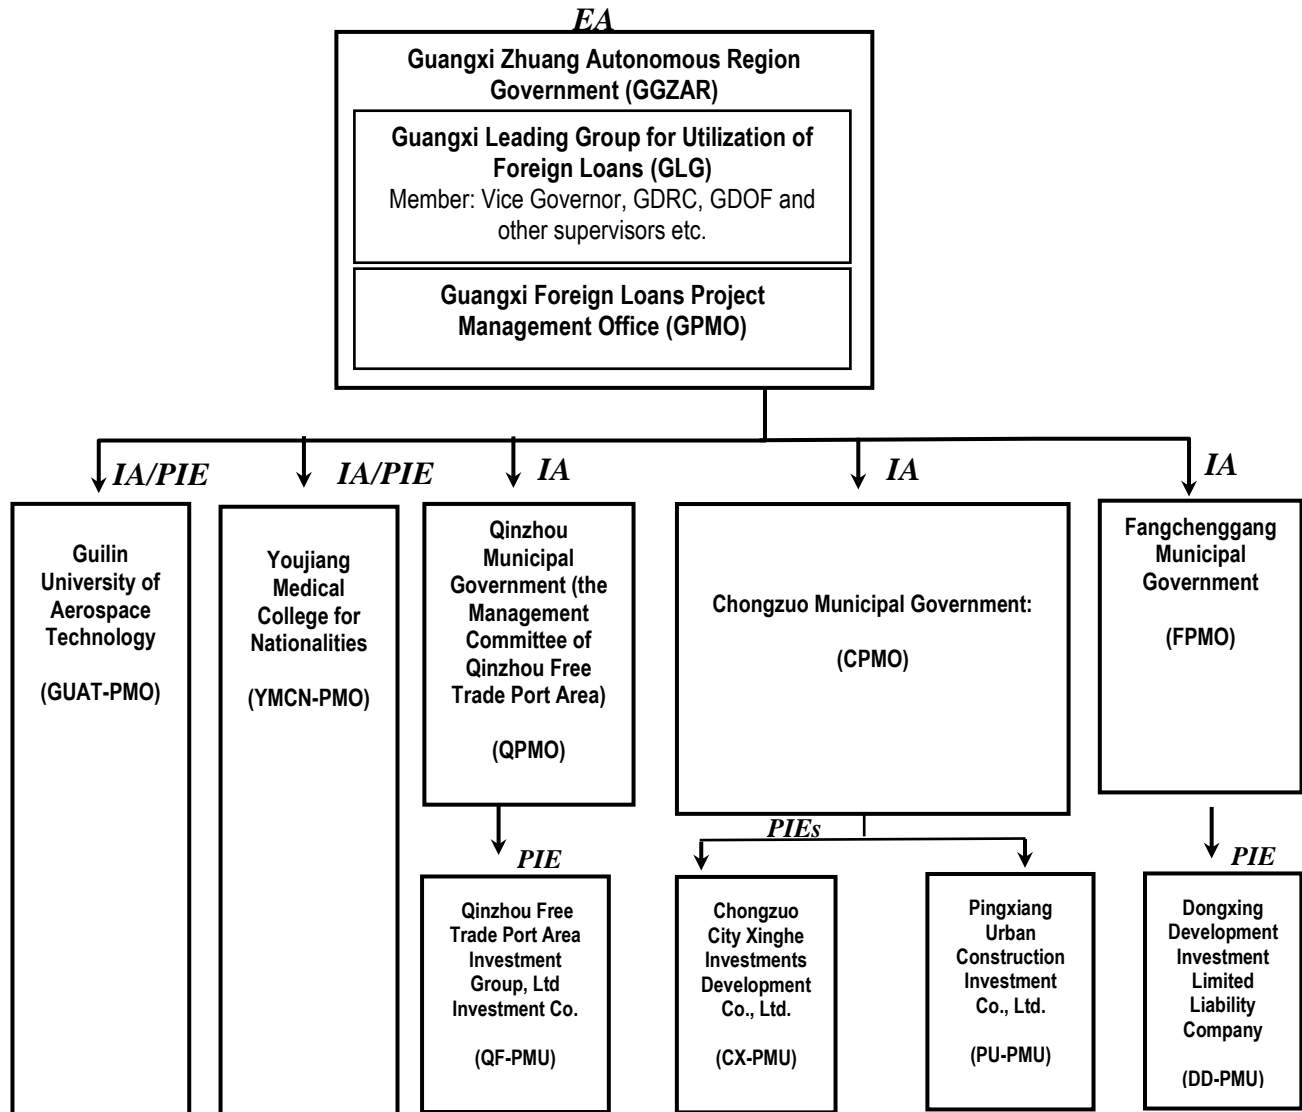 EA
Guangxi Zhuang Autonomous Region
Government (GGZAR)
Guangxi Leading Group for Utilization of
Foreign Loans (GLG)
Member: Vice Governor, GDRC, GDOF and
other supervisors etc.
Guangxi Foreign Loans Project
Management Office (GPMO)
IA/PIE
IA/PIE
IA
IA
IA
Guilin
University of
Aerospace
Technology
(GUAT-PMO)
Youjiang
Medical
College for
Nationalities
(YMCN-PMO)
Qinzhou
Municipal
Government (the
Management
Committee of
Qinzhou Free
Trade Port Area)
(QPMO)
Chongzuo Municipal Government:
(CPMO)
Fangchenggang
Municipal
Government
(FPMO)
PIE
PIEs
PIE
Qinzhou Free
Trade Port Area
Investment
Group, Ltd
Investment Co.
(QF-PMU)
Chongzuo
City Xinghe
Investments
Development
Co., Ltd.
(CX-PMU)
Pingxiang
Urban
Construction
Investment
Co., Ltd.
(PU-PMU)
Dongxing
Development
Investment
Limited
Liability
Company
(DD-PMU)